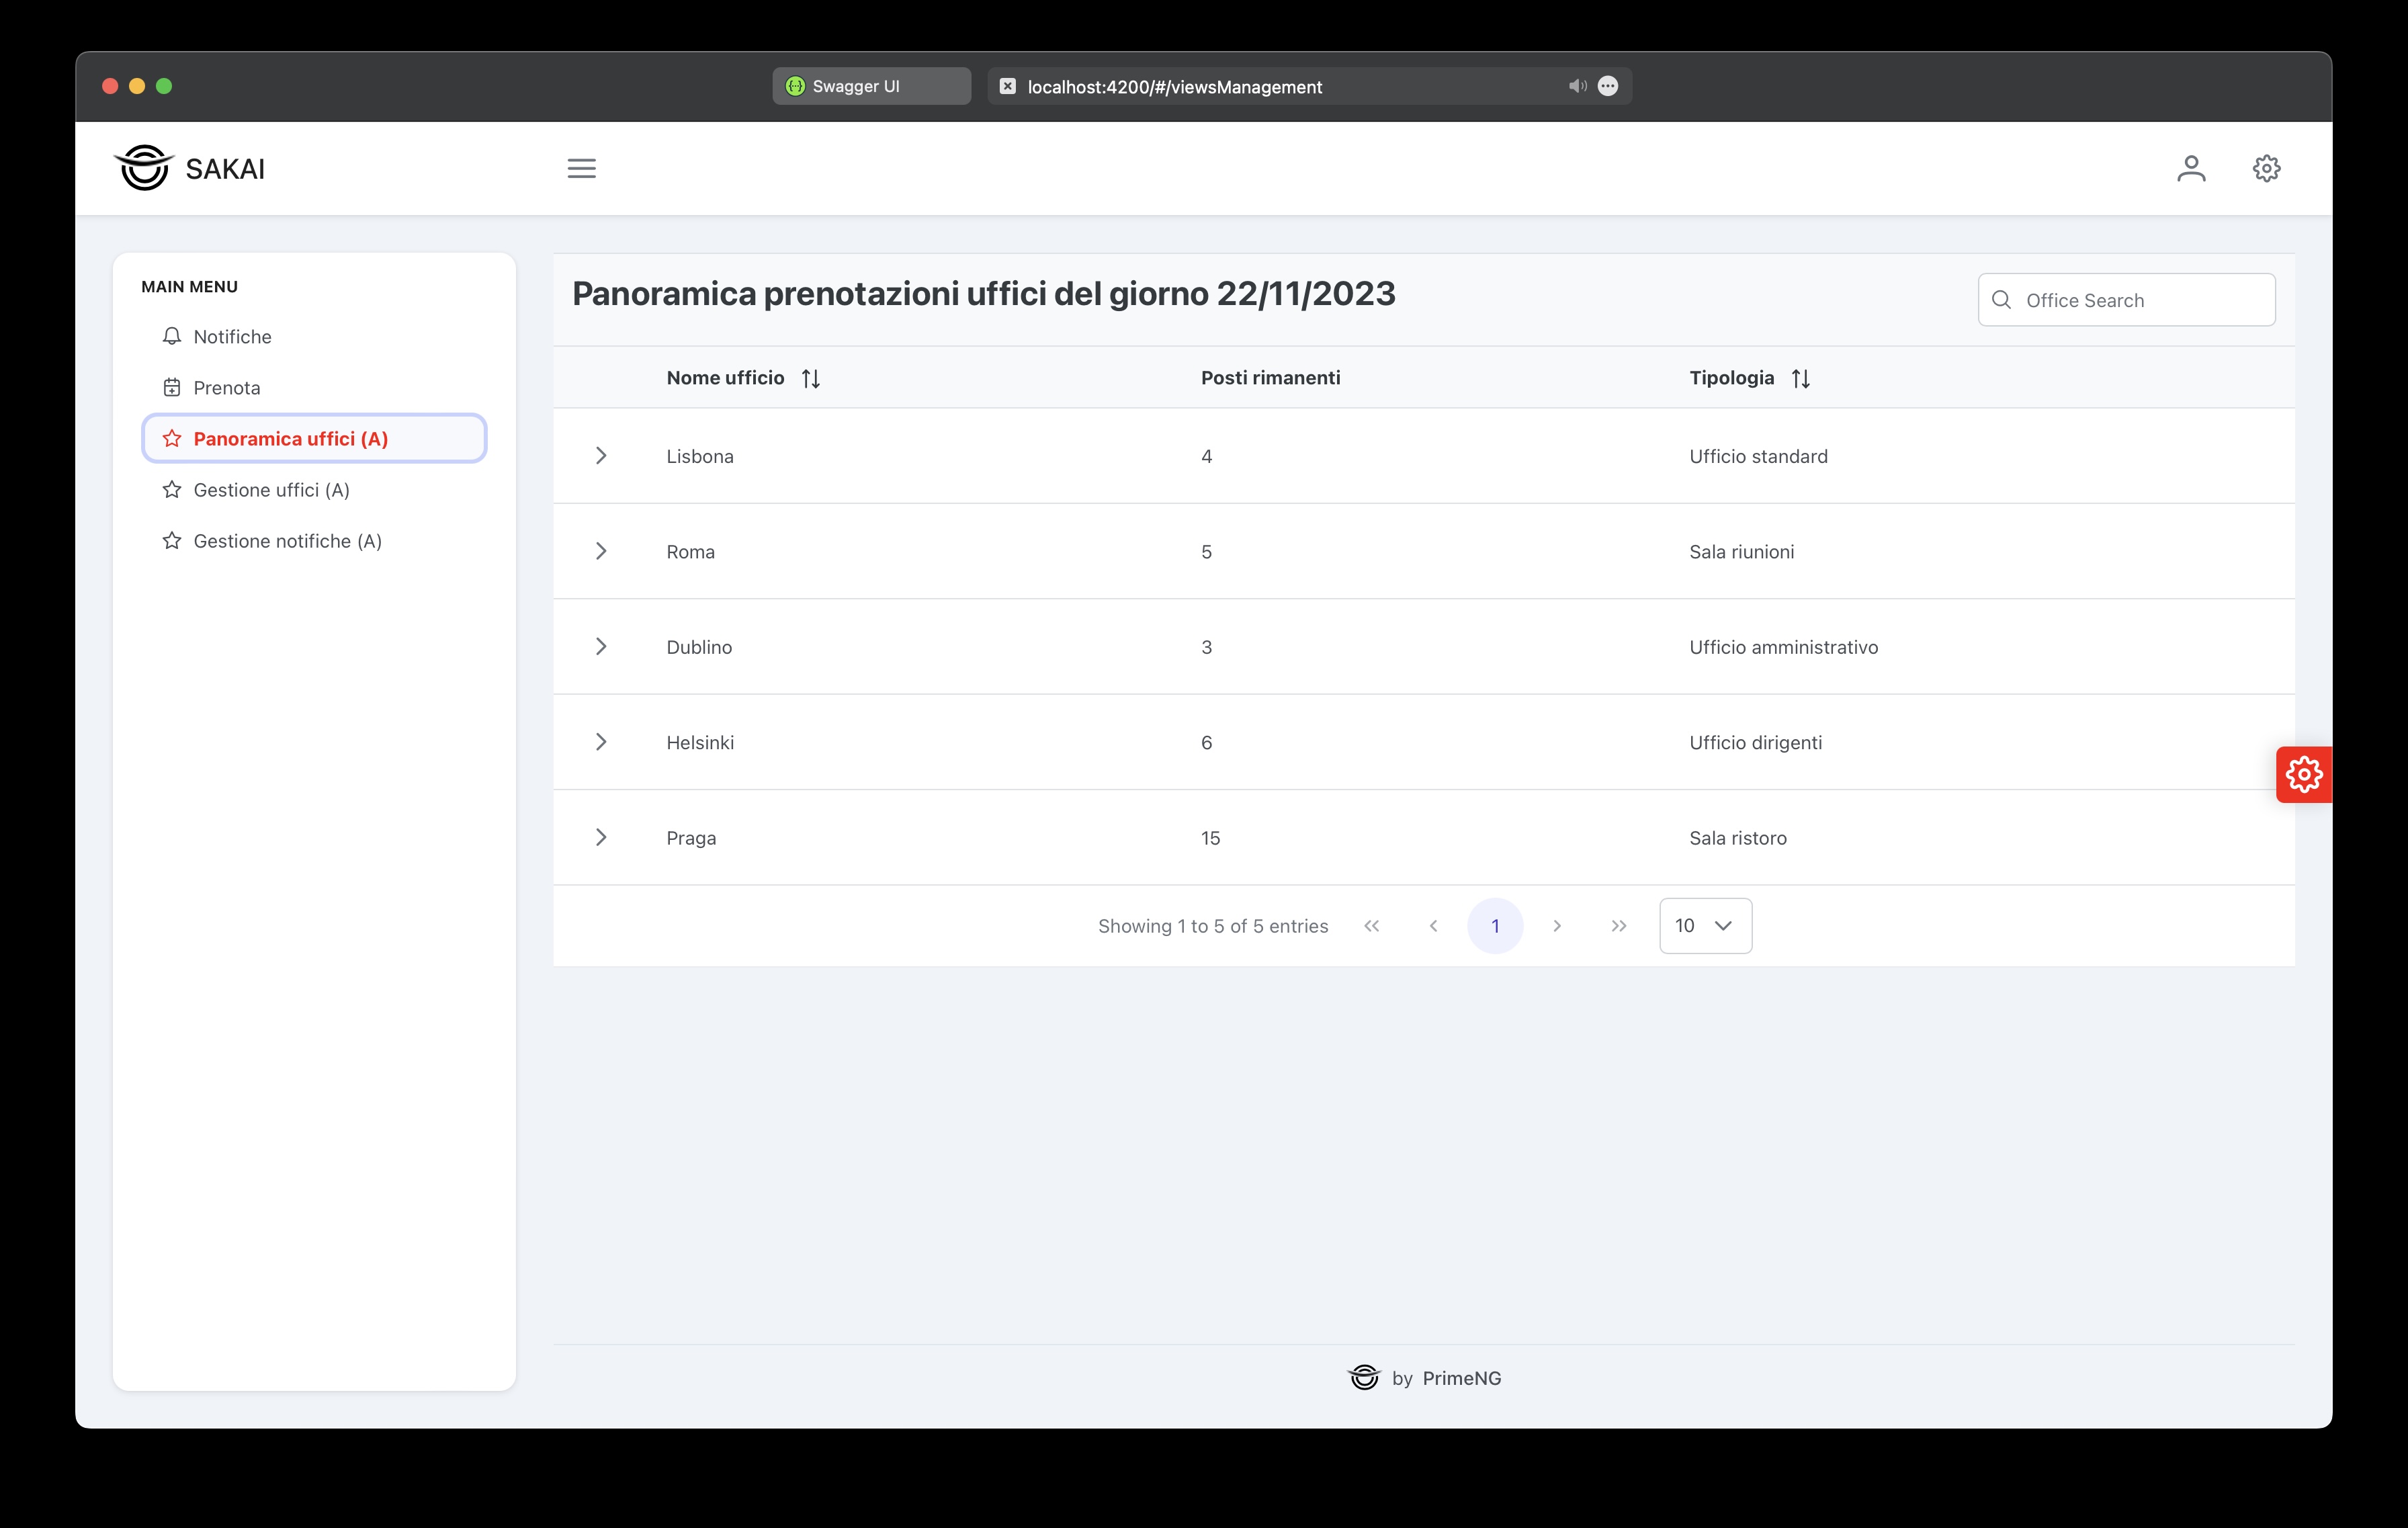 Swagger UI
localhost:4200/#/viewsManagement
SAKAI
MAIN MENU
Notifiche
Prenota
Panoramica uffici (A)
Gestione uffici (A)
Gestione notifiche (A)
Panoramica prenotazioni uffici del giorno 22/11/2023
Office Search
Nome ufficio Posti rimanenti Tipologia
Lisbona 4 Ufficio standard
Roma 5 Sala riunioni
Dublino 3 Ufficio amministrativo
Helsinki 6 Ufficio dirigenti
Praga 15 Sala ristoro
Showing 1 to 5 of 5 entries 1 10
by PrimeNG